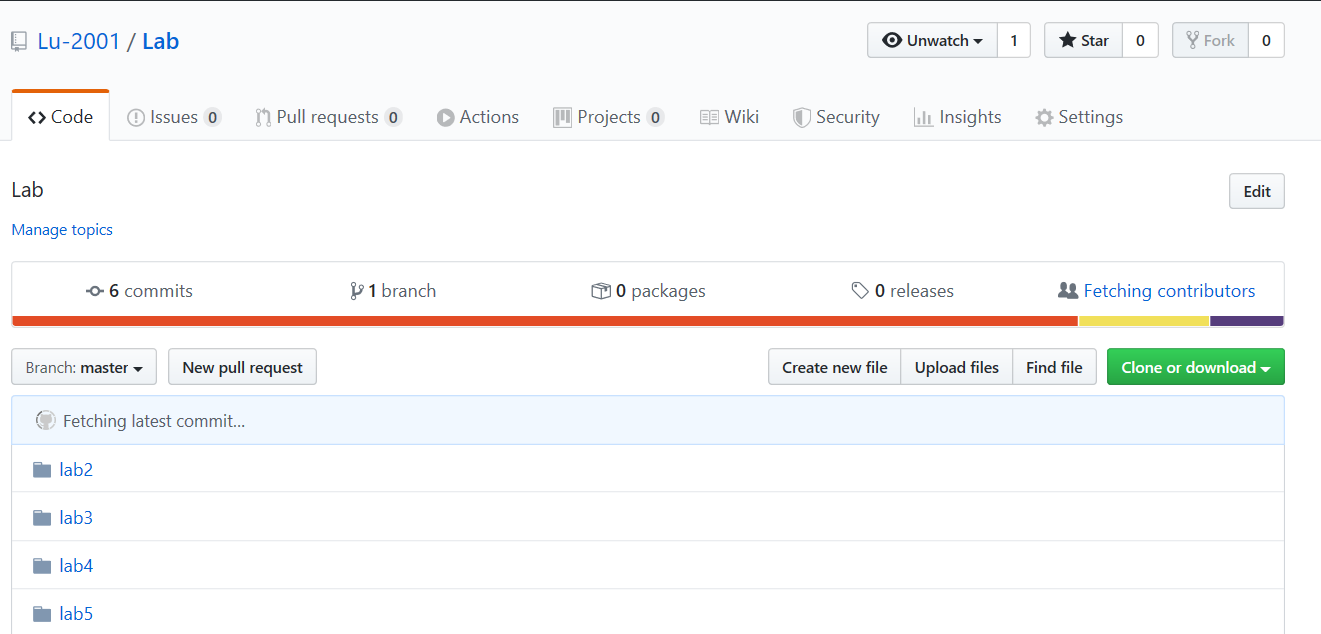 Lu-2001 / Lab Unwatch 1 Star 0 Fork 0
Code Issues 0 Pull requests 0 Actions Projects 0 Wiki Security Insights Settings
Lab Edit
Manage topics
6 commits 1 branch 0 packages 0 releases Fetching contributors
Branch: master New pull request Create new file Upload files Find file Clone or download
Fetching latest commit...
lab2
lab3
lab4
lab5